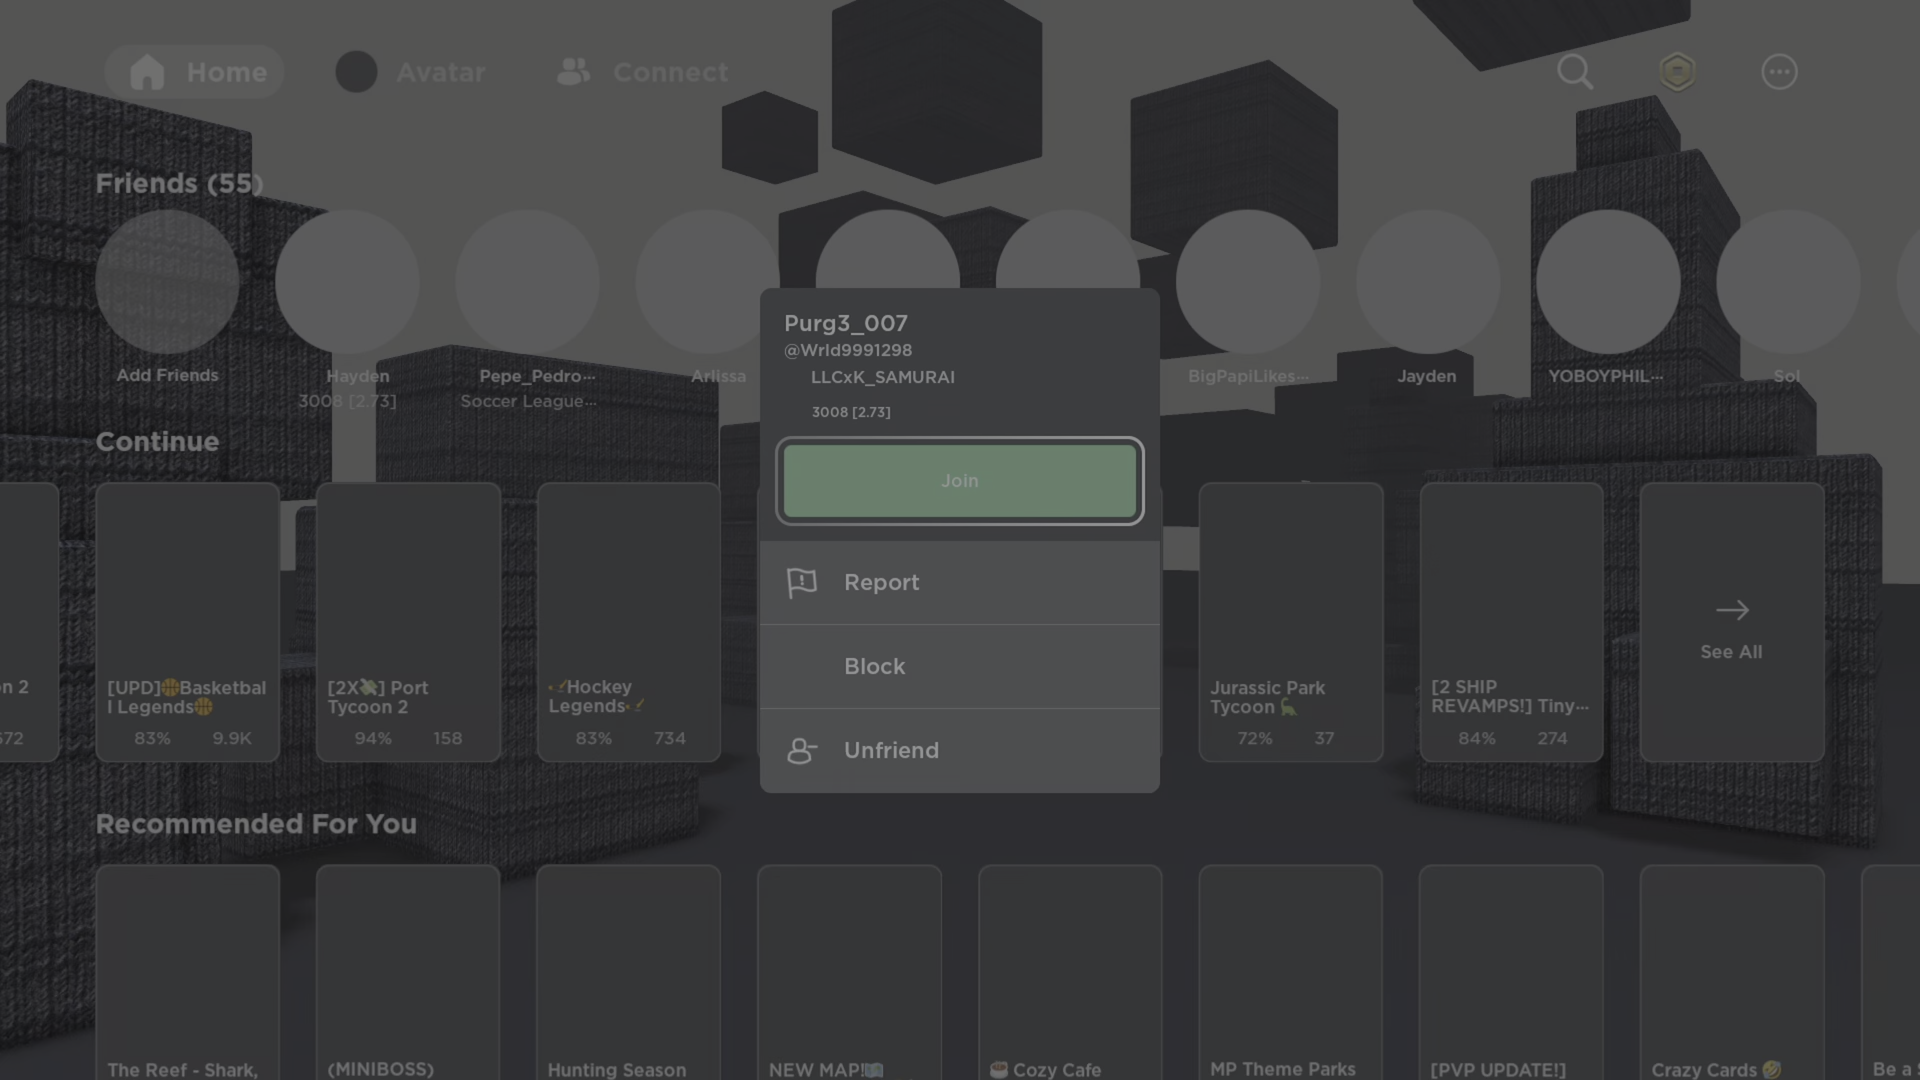 Home
Avatar
Connect
Friends (55)
Add Friends
Hayden
3008 [2.73]
Pepe_Pedro...
Soccer League...
Arlissa
BigPapiLikes...
Jayden
YOBOYPHIL...
Sol
Purg3_007
@Wrld9991298
LLCxK_SAMURAI
3008 [2.73]
Join
Report
Block
Unfriend
Continue
n 2
572
[UPD]🏀Basketbal
l Legends🏀
83% 9.9K
[2X💸] Port
Tycoon 2
94% 158
🏒Hockey
Legends🏒
83% 734
Jurassic Park
Tycoon 🦕
72% 37
[2 SHIP
REVAMPS!] Tiny...
84% 274
See All
Recommended For You
The Reef - Shark,
(MINIBOSS)
Hunting Season
NEW MAP!🗺️
☕ Cozy Cafe
MP Theme Parks
[PVP UPDATE!]
Crazy Cards 🤣
Be a